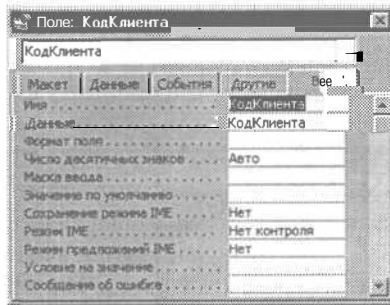 Поле: КодКлиента
КодКлиента
Макет Данные События Другие Все
Имя КодКлиента
Данные КодКлиента
Формат поля
Число десятичных знаков Авто
Маска ввода
Значение по умолчанию
Сохранение режима IME Нет
Режим IME Нет контроля
Режим предложений IME Нет
Условие на значение
Сообщение об ошибке